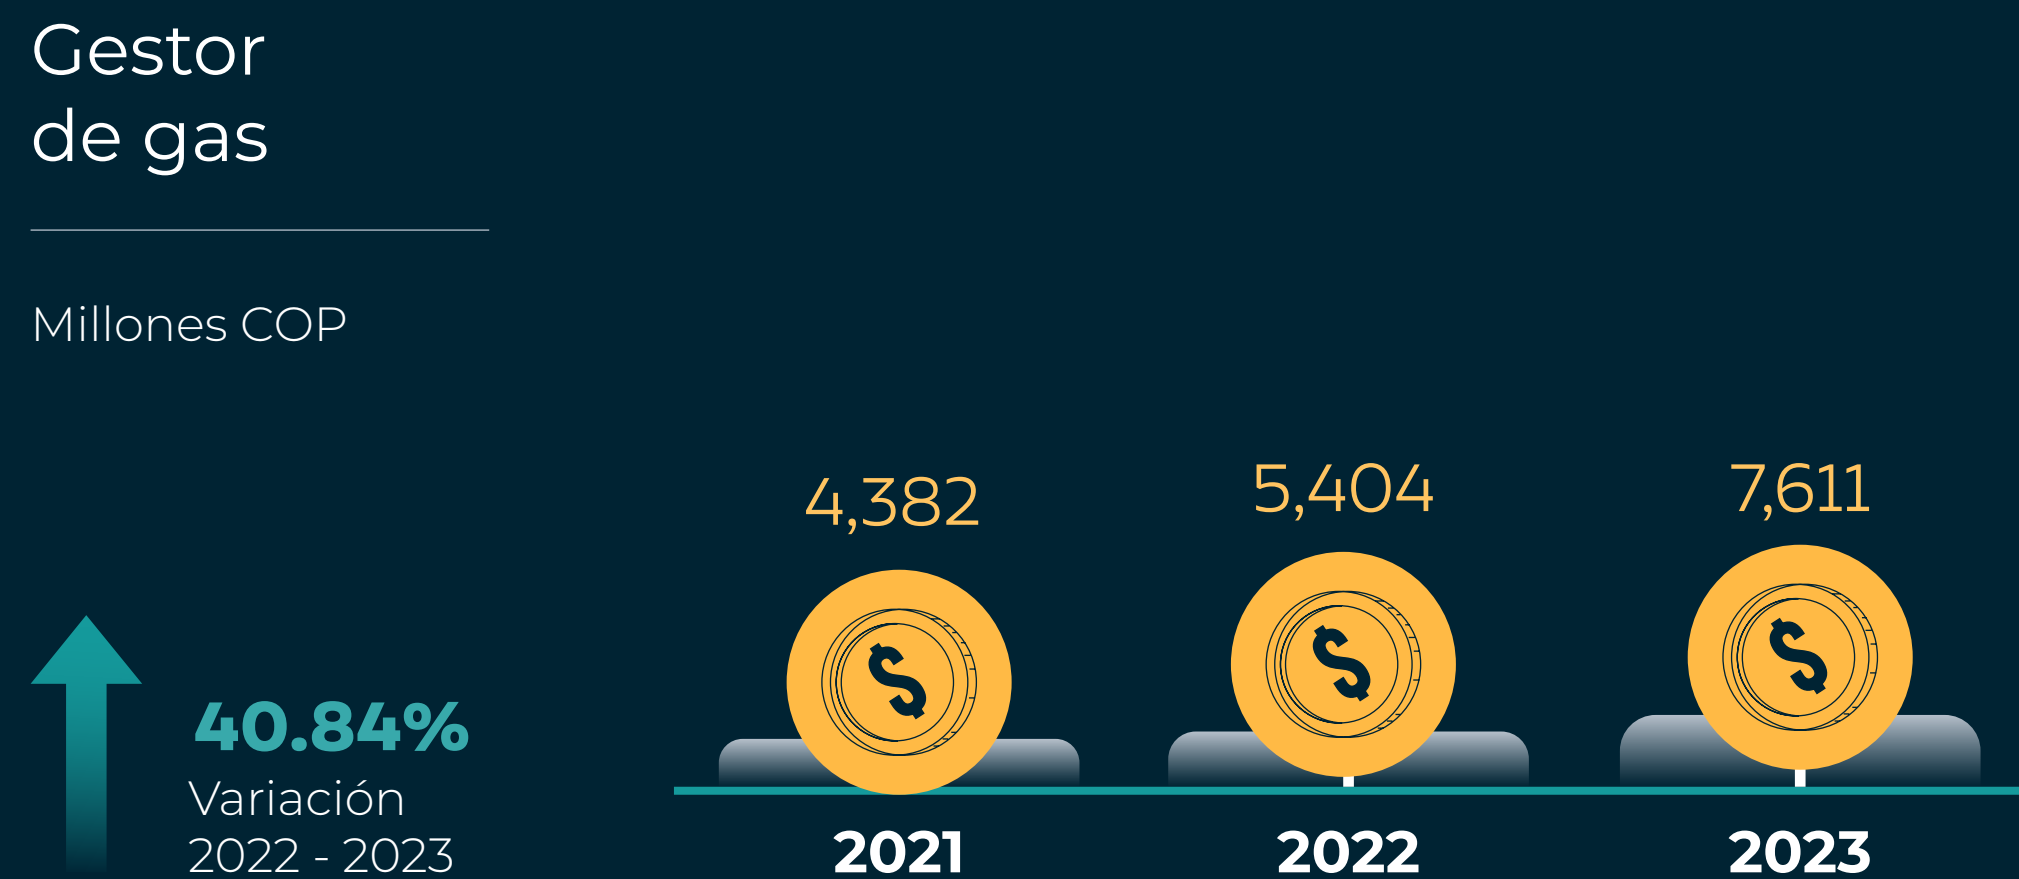 Gestor
de gas
Millones COP
40.84%
Variación
2022 - 2023
4,382
5,404
7,611
2021
2022
2023